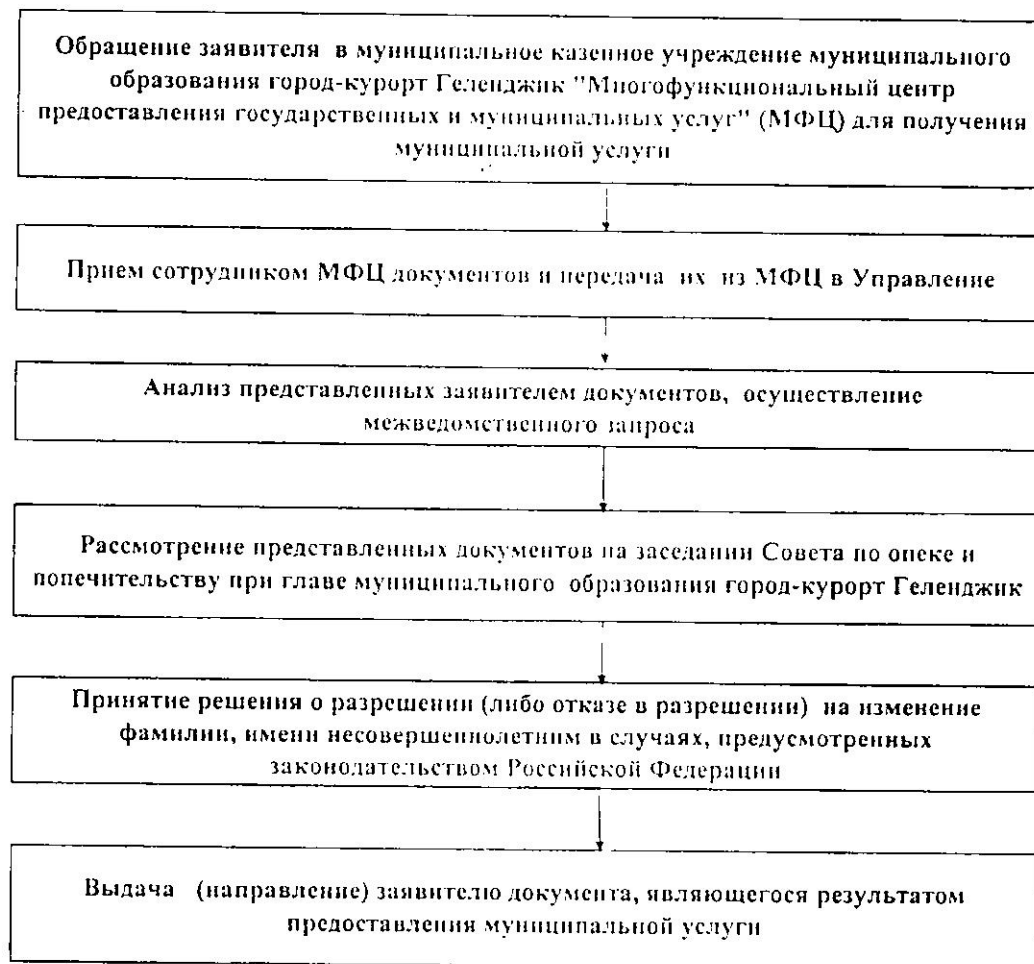 Обращение заявителя в муниципальное казенное учреждение муниципального
образования город-курорт Геленджик "Многофункциональный центр
предоставления государственных и муниципальных услуг" (МФЦ) для получения
муниципальной услуги
Прием сотрудником МФЦ документов и передача их из МФЦ в Управление
Анализ представленных заявителем документов, осуществление
межведомственного запроса
Рассмотрение представленных документов на заседании Совета по опеке и
попечительству при главе муниципального образования город-курорт Геленджик
Принятие решения о разрешении (либо отказе в разрешении) на изменение
фамилии, имени несовершеннолетним в случаях, предусмотренных
законодательством Российской Федерации
Выдача (направление) заявителю документа, являющегося результатом
предоставления муниципальной услуги